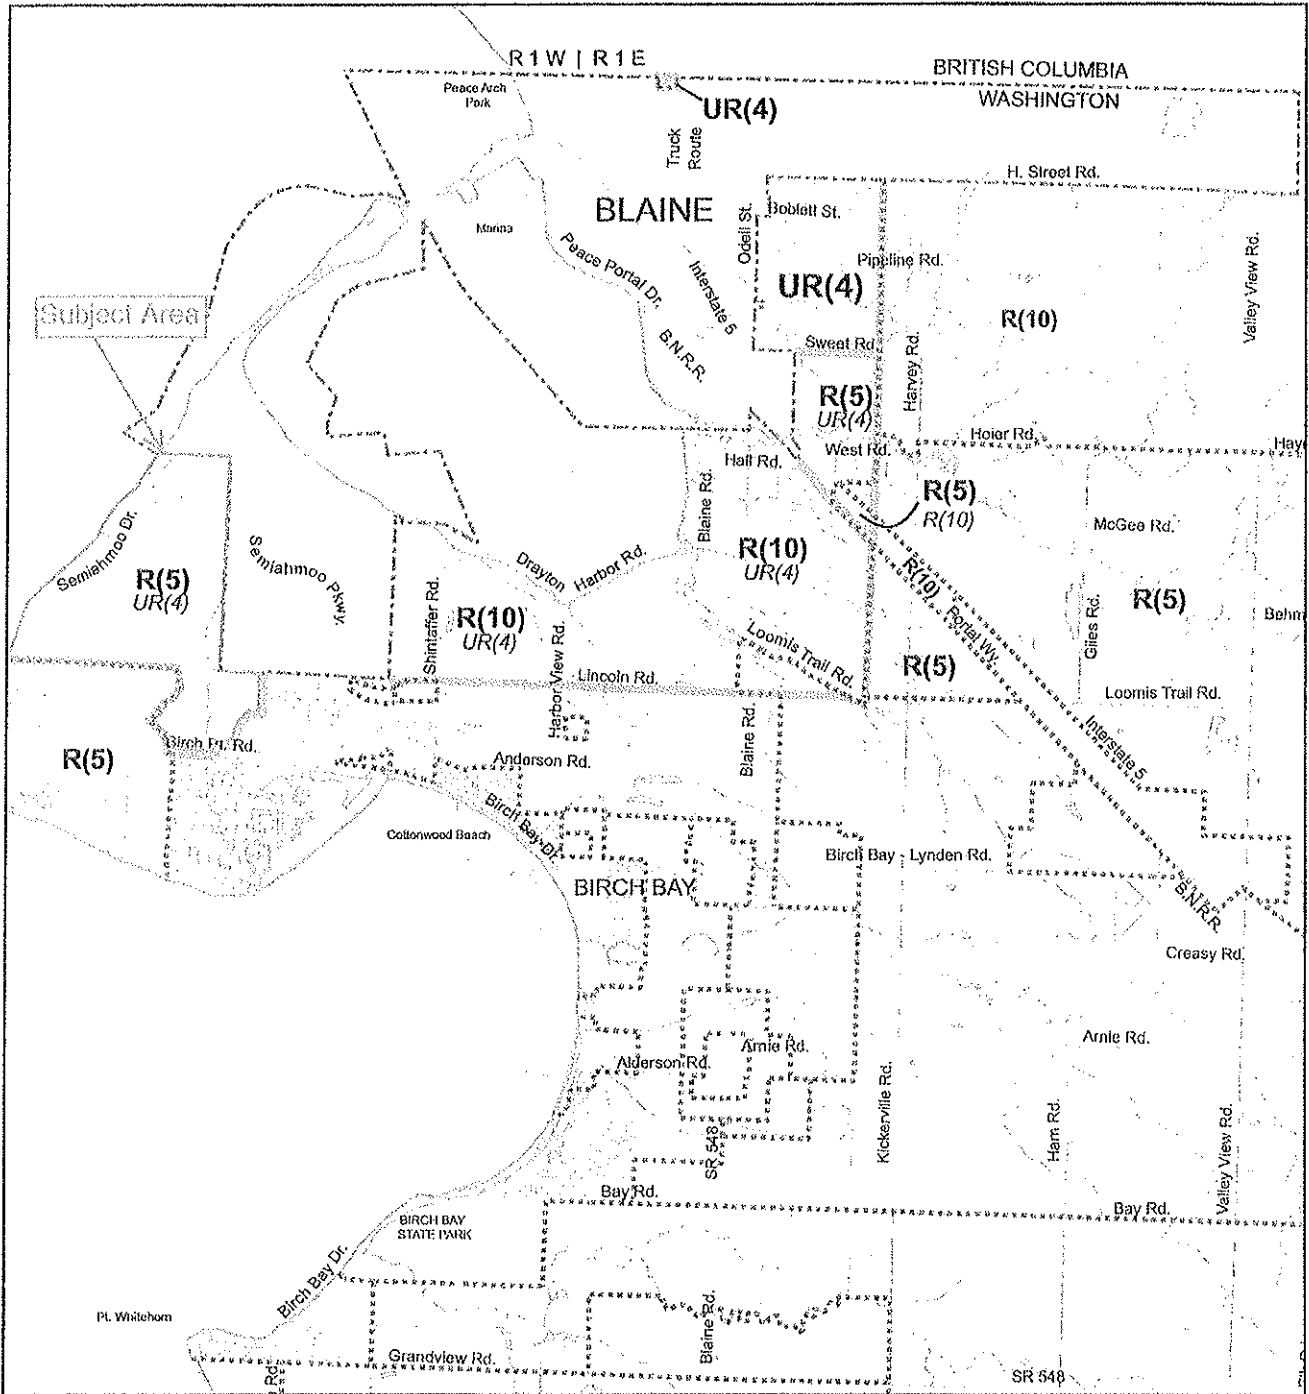 R 1 W | R 1 E
BRITISH COLUMBIA
WASHINGTON
Peace Arch
Park
UR(4)
Truck
Route
H. Street Rd.
BLAINE
Boblett St.
Odell St.
Marina
Peace Portal Dr.
Interstate 5
B.N.R.R.
Pipeline Rd.
UR(4)
R(10)
Valley View Rd.
Subject Area
Sweet Rd.
Harvey Rd.
R(5)
UR(4)
Hoier Rd.
West Rd.
Hall Rd.
Blaine Rd.
R(5)
R(10)
McGee Rd.
Semiahmoo Dr.
Semiahmoo Pkwy.
R(5)
UR(4)
Drayton Harbor Rd.
R(10)
UR(4)
R(10)
Portal Wy.
R(5)
Giles Rd.
Shintaffer Rd.
R(10)
UR(4)
Harbor View Rd.
Loomis Trail Rd.
R(5)
Lincoln Rd.
Loomis Trail Rd.
Interstate 5
Birch Pt. Rd.
R(5)
Anderson Rd.
Blaine Rd.
Birch Bay Dr.
Cottonwood Beach
Birch Bay - Lynden Rd.
BIRCH BAY
B.N.R.R.
Creasy Rd.
Arnie Rd.
Arnie Rd.
Alderson Rd.
Kickerville Rd.
Ham Rd.
Valley View Rd.
SR 548
Bay Rd.
Bay Rd.
BIRCH BAY
STATE PARK
Birch Bay Dr.
Pt. Whitehorn
Blaine Rd.
Grandview Rd.
SR 548